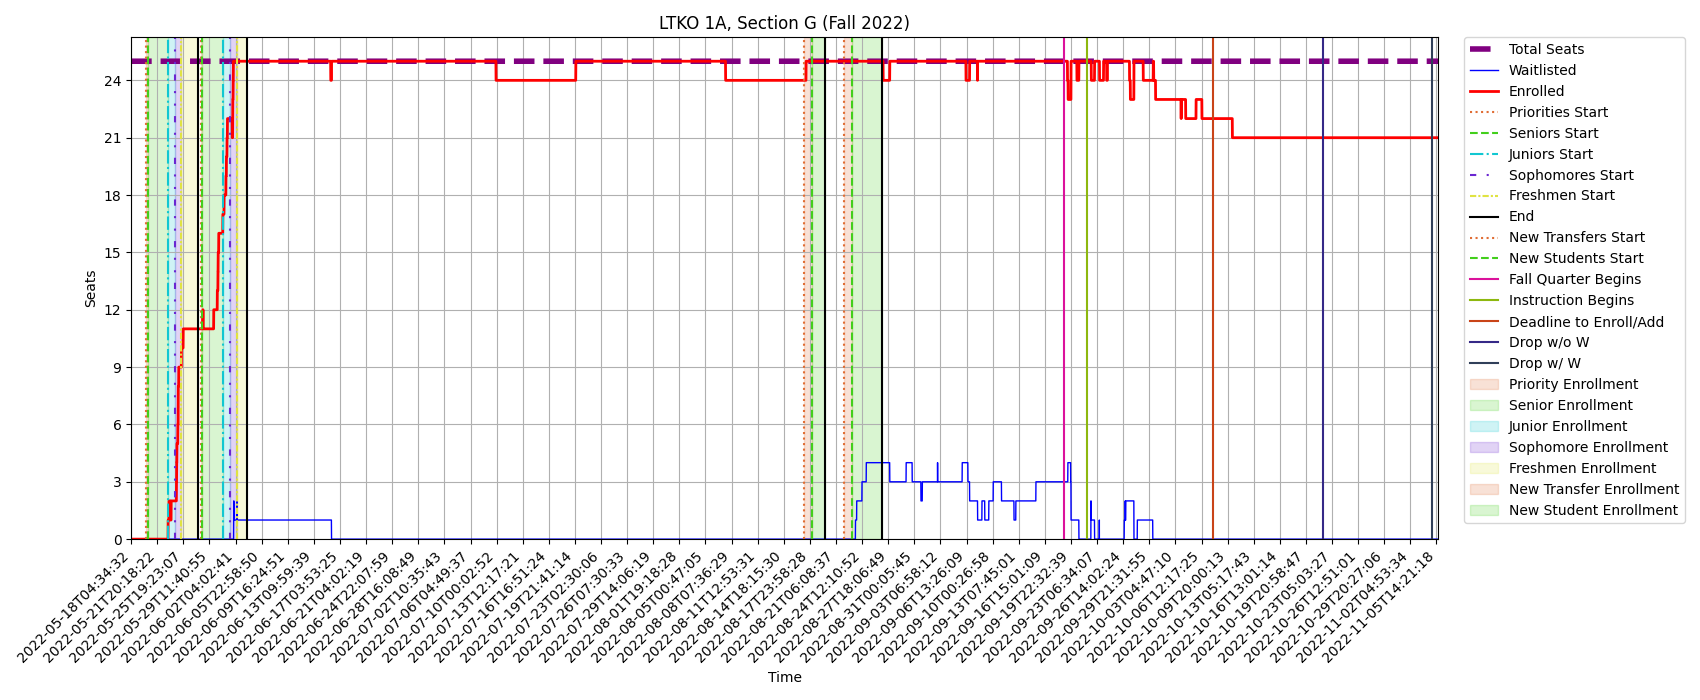 LTKO 1A, Section G (Fall 2022)
Seats
24
21
18
15
12
9
6
3
0
2022-05-18T04:34:32
2022-05-21T20:18:22
2022-05-25T19:23:07
2022-05-29T11:40:55
2022-06-02T04:02:41
2022-06-05T22:58:50
2022-06-09T16:24:51
2022-06-13T09:59:39
2022-06-17T03:53:25
2022-06-21T04:02:19
2022-06-24T22:07:59
2022-06-28T16:08:49
2022-07-02T10:35:43
2022-07-06T04:49:37
2022-07-10T00:02:52
2022-07-13T12:17:21
2022-07-16T16:51:24
2022-07-19T21:41:14
2022-07-23T02:30:06
2022-07-26T07:30:33
2022-07-29T14:06:19
2022-08-01T19:18:28
2022-08-05T00:47:05
2022-08-08T07:36:29
2022-08-11T12:53:31
2022-08-14T18:15:30
2022-08-17T23:58:28
2022-08-21T06:08:37
2022-08-24T12:10:52
2022-08-27T18:06:49
2022-08-31T00:05:45
2022-09-03T06:58:12
2022-09-06T13:26:09
2022-09-10T00:26:58
2022-09-13T07:45:01
2022-09-16T15:01:09
2022-09-19T22:32:39
2022-09-23T06:34:07
2022-09-26T14:02:24
2022-09-29T21:31:55
2022-10-03T04:47:10
2022-10-06T12:17:25
2022-10-09T20:00:13
2022-10-13T05:17:43
2022-10-16T13:01:14
2022-10-19T20:58:47
2022-10-23T05:03:27
2022-10-26T12:51:01
2022-10-29T20:27:06
2022-11-02T04:53:34
2022-11-05T14:21:18
Time
Total Seats
Waitlisted
Enrolled
Priorities Start
Seniors Start
Juniors Start
Sophomores Start
Freshmen Start
End
New Transfers Start
New Students Start
Fall Quarter Begins
Instruction Begins
Deadline to Enroll/Add
Drop w/o W
Drop w/ W
Priority Enrollment
Senior Enrollment
Junior Enrollment
Sophomore Enrollment
Freshmen Enrollment
New Transfer Enrollment
New Student Enrollment